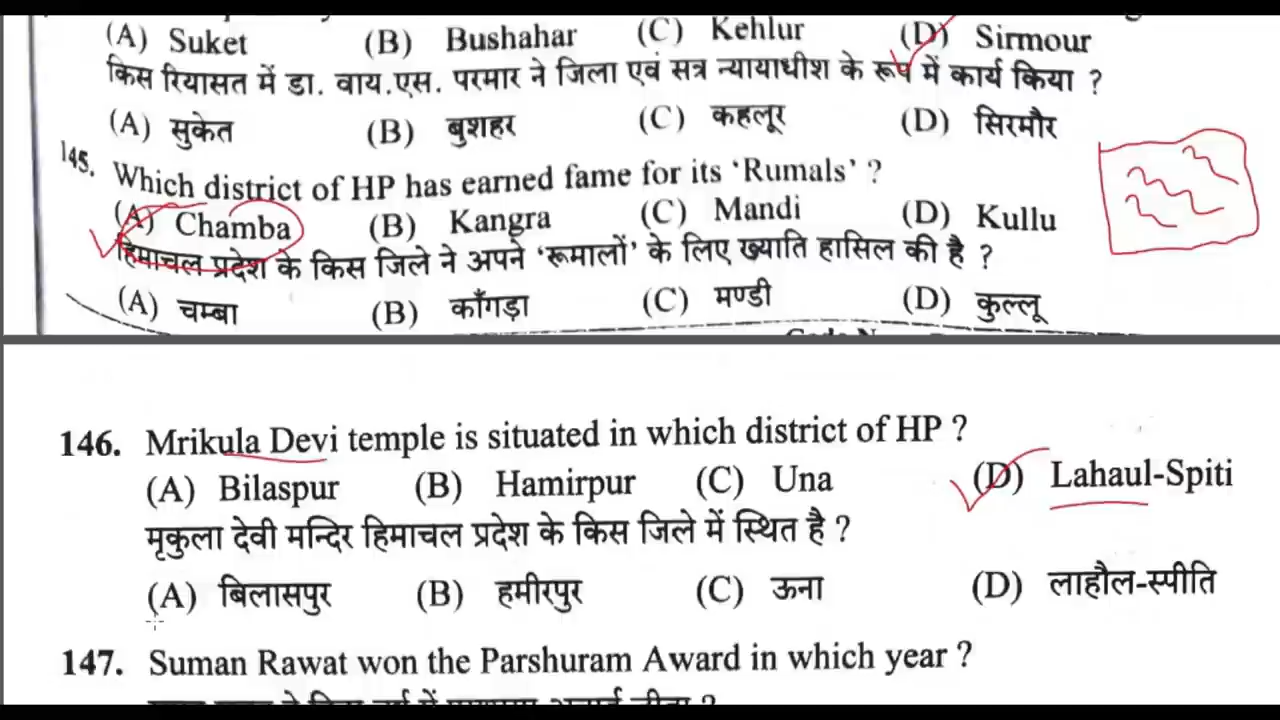 (A) Suket (B) Bushahar (C) Kehlur (D) Sirmour
किस रियासत में डा. वाय.एस. परमार ने जिला एवं सत्र न्यायाधीश के रूप में कार्य किया ?
(A) सुकेत (B) बुशहर (C) कहलूर (D) सिरमौर
145. Which district of HP has earned fame for its ‘Rumals’ ?
(A) Chamba (B) Kangra (C) Mandi (D) Kullu
हिमाचल प्रदेश के किस जिले ने अपने ‘रूमालों’ के लिए ख्याति हासिल की है ?
(A) चम्बा (B) काँगड़ा (C) मण्डी (D) कुल्लू
146. Mrikula Devi temple is situated in which district of HP ?
(A) Bilaspur (B) Hamirpur (C) Una (D) Lahaul-Spiti
मृकुला देवी मन्दिर हिमाचल प्रदेश के किस जिले में स्थित है ?
(A) बिलासपुर (B) हमीरपुर (C) ऊना (D) लाहौल-स्पीति
147. Suman Rawat won the Parshuram Award in which year ?